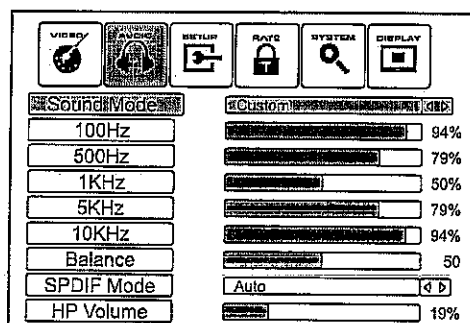 VIDEO AUDIO SETUP RATE SYSTEM DISPLAY
Sound Mode Custom
100Hz 94%
500Hz 79%
1KHz 50%
5KHz 79%
10KHz 94%
Balance 50
SPDIF Mode Auto
HP Volume 19%